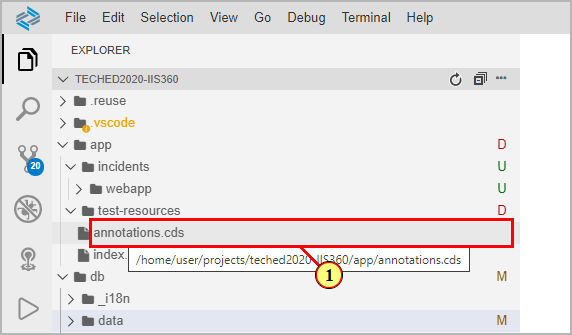 File Edit Selection View Go Debug Terminal Help
EXPLORER
TECHED2020-IIS360
.reuse
.vscode
app D
incidents U
20
webapp U
test-resources D
annotations.cds
index.
/home/user/projects/teched2020-IIS360/app/annotations.cds
1
db M
_i18n
data M